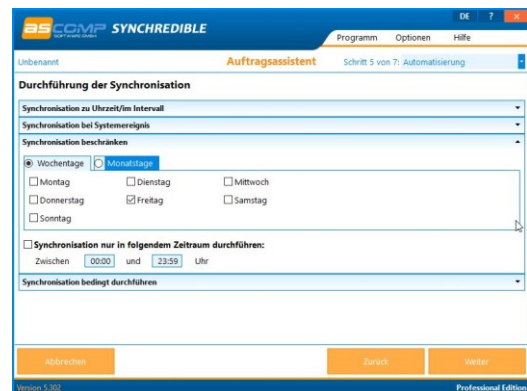 DE ?
ascomp SYNCHREDIBLE
SOFTWARE GMBH
Programm Optionen Hilfe
Unbenannt Auftragsassistent Schritt 5 von 7: Automatisierung
Durchführung der Synchronisation
Synchronisation zu Uhrzeit/im Intervall
Synchronisation bei Systemereignis
Synchronisation beschränken
Wochentage Monatstage
Montag Dienstag Mittwoch
Donnerstag Freitag Samstag
Sonntag
Synchronisation nur in folgendem Zeitraum durchführen:
Zwischen 00:00 und 23:59 Uhr
Synchronisation bedingt durchführen
Abbrechen Zurück Weiter
Version 5.302 Professional Edition